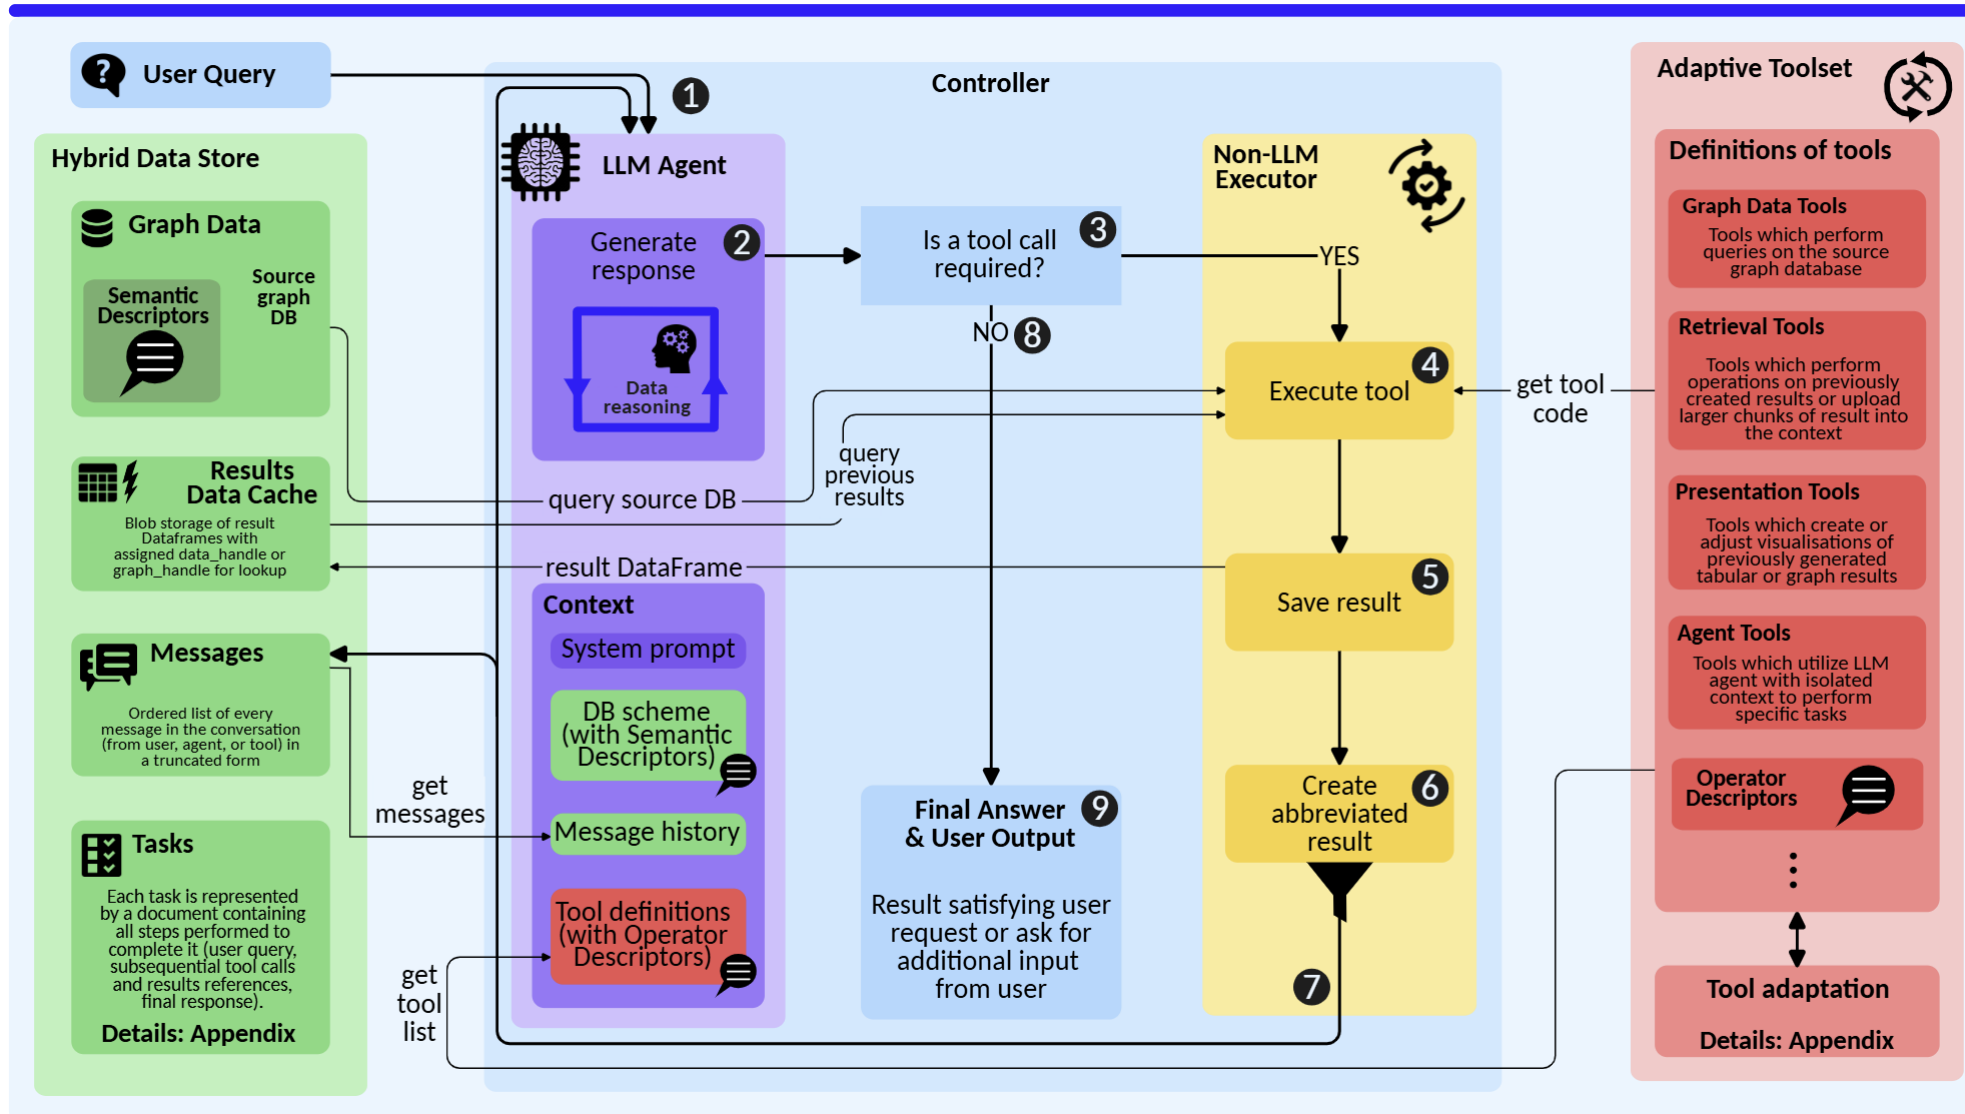 User Query
Hybrid Data Store
Graph Data
Semantic
Descriptors
Source
graph
DB
Results
Data Cache
Blob storage of result
Dataframes with
assigned data_handle or
graph_handle for lookup
Messages
Ordered list of every
message in the conversation
(from user, agent, or tool) in
a truncated form
Tasks
Each task is represented
by a document containing
all steps performed to
complete it (user query,
subsequential tool calls
and results references,
final response).
Details: Appendix
get
messages
get
tool
list
Controller
1
LLM Agent
Generate
response
2
Data
reasoning
query source DB
query
previous
results
result DataFrame
Context
System prompt
DB scheme
(with Semantic
Descriptors)
Message history
Tool definitions
(with Operator
Descriptors)
Is a tool call
required?
3
NO
8
Final Answer
& User Output
9
Result satisfying user
request or ask for
additional input
from user
Non-LLM
Executor
YES
Execute tool
4
Save result
5
Create
abbreviated
result
6
7
get tool
code
Adaptive Toolset
Definitions of tools
Graph Data Tools
Tools which perform
queries on the source
graph database
Retrieval Tools
Tools which perform
operations on previously
created results or upload
larger chunks of result into
the context
Presentation Tools
Tools which create or
adjust visualisations of
previously generated
tabular or graph results
Agent Tools
Tools which utilize LLM
agent with isolated
context to perform
specific tasks
Operator
Descriptors
Tool adaptation
Details: Appendix